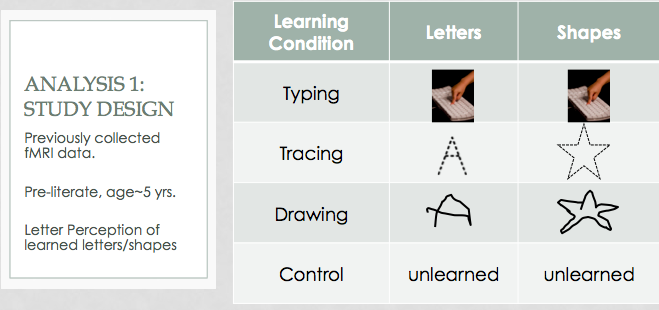 ANALYSIS 1:
STUDY DESIGN
Previously collected
fMRI data.
Pre-literate, age~5 yrs.
Letter Perception of
learned letters/shapes
Learning
Condition
Letters
Shapes
Typing
Tracing
A
Drawing
A
Control
unlearned
unlearned